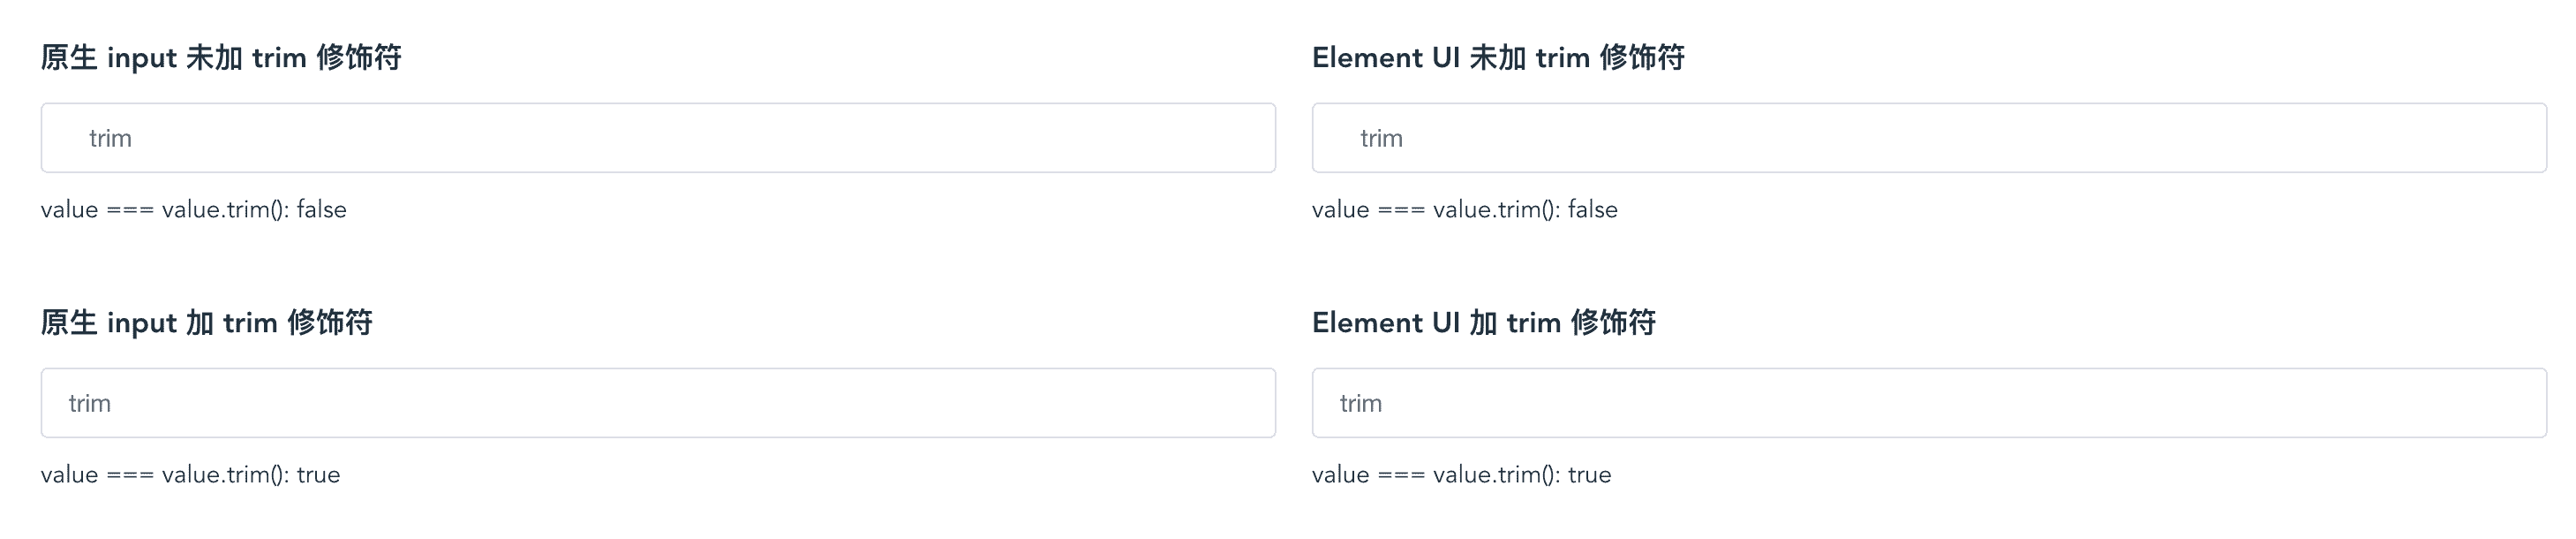 原生 input 未加 trim 修饰符
trim
value === value.trim(): false
Element UI 未加 trim 修饰符
trim
value === value.trim(): false
原生 input 加 trim 修饰符
trim
value === value.trim(): true
Element UI 加 trim 修饰符
trim
value === value.trim(): true